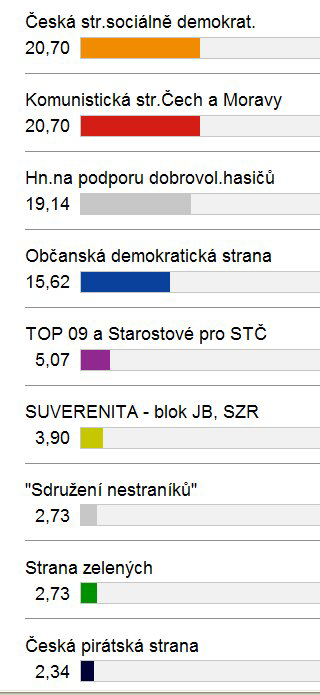 Česká str.sociálně demokrat.
20,70
Komunistická str.Čech a Moravy
20,70
Hn.na podporu dobrovol.hasičů
19,14
Občanská demokratická strana
15,62
TOP 09 a Starostové pro STČ
5,07
SUVERENITA - blok JB, SZR
3,90
"Sdružení nestraníků"
2,73
Strana zelených
2,73
Česká pirátská strana
2,34